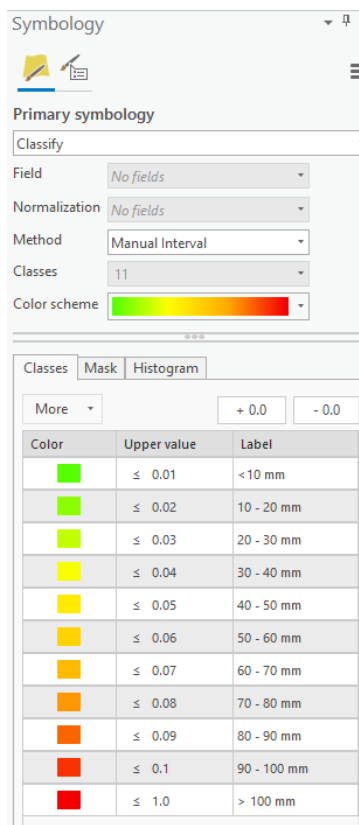 Symbology
Primary symbology
Classify
Field No fields
Normalization No fields
Method Manual Interval
Classes 11
Color scheme
Classes Mask Histogram
More + 0.0 - 0.0
Color Upper value Label
≤ 0.01 <10 mm
≤ 0.02 10 - 20 mm
≤ 0.03 20 - 30 mm
≤ 0.04 30 - 40 mm
≤ 0.05 40 - 50 mm
≤ 0.06 50 - 60 mm
≤ 0.07 60 - 70 mm
≤ 0.08 70 - 80 mm
≤ 0.09 80 - 90 mm
≤ 0.1 90 - 100 mm
≤ 1.0 > 100 mm